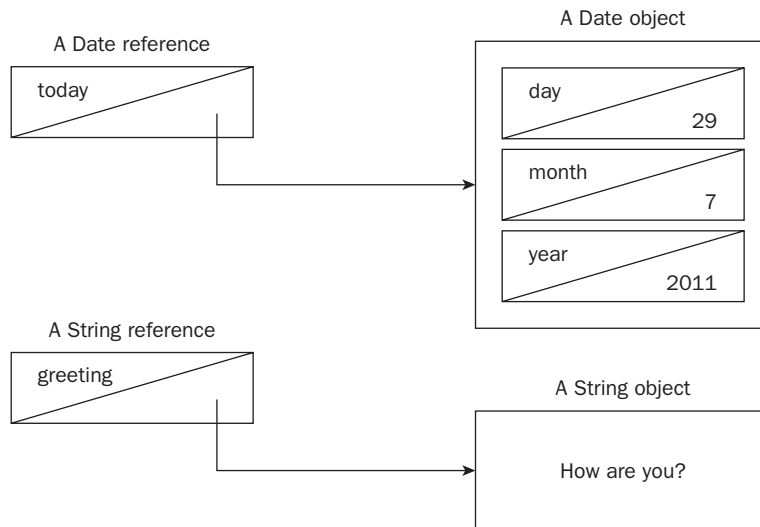 A Date reference
today
A Date object
day
29
month
7
year
2011
A String reference
greeting
A String object
How are you?